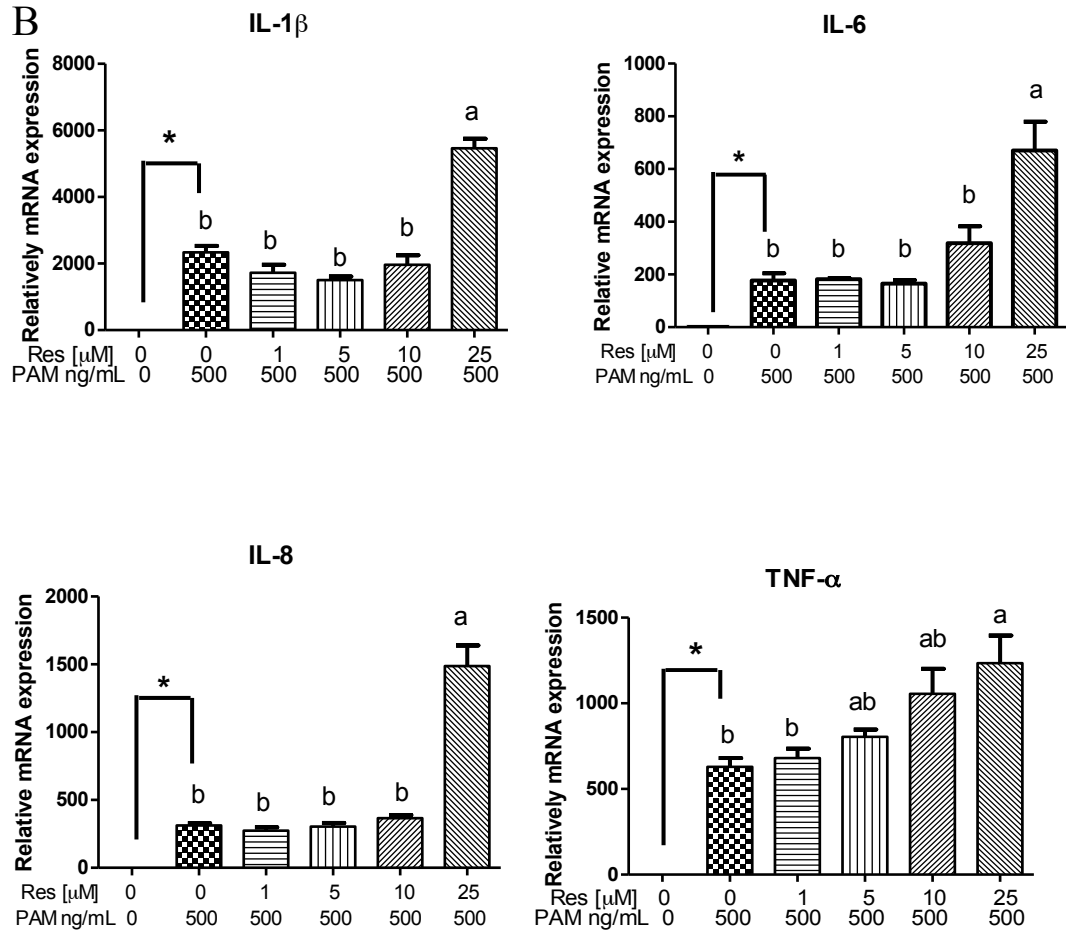 B
IL-1β
Relatively mRNA expression
8000
6000
4000
2000
0
*
b b b b a
Res [μM] 0 0 1 5 10 25
PAM ng/mL 0 500 500 500 500 500
IL-6
Relative mRNA expression
1000
800
600
400
200
0
*
b b b b a
Res [μM] 0 0 1 5 10 25
PAM ng/mL 0 500 500 500 500 500
IL-8
Relative mRNA expression
2000
1500
1000
500
0
*
b b b b a
Res [μM] 0 0 1 5 10 25
PAM ng/mL 0 500 500 500 500 500
TNF-α
Relatively mRNA expression
1500
1000
500
0
*
b b ab ab a
Res [μM] 0 0 1 5 10 25
PAM ng/mL 0 500 500 500 500 500